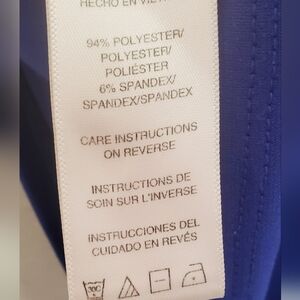 HECHO EN
94% POLYESTER/
POLYESTER/
POLIÉSTER
6% SPANDEX/
SPANDEX/SPANDEX
CARE INSTRUCTIONS
ON REVERSE
INSTRUCTIONS DE
SOIN SUR L'INVERSE
INSTRUCCIONES DEL
CUIDADO EN REVÉS
30C